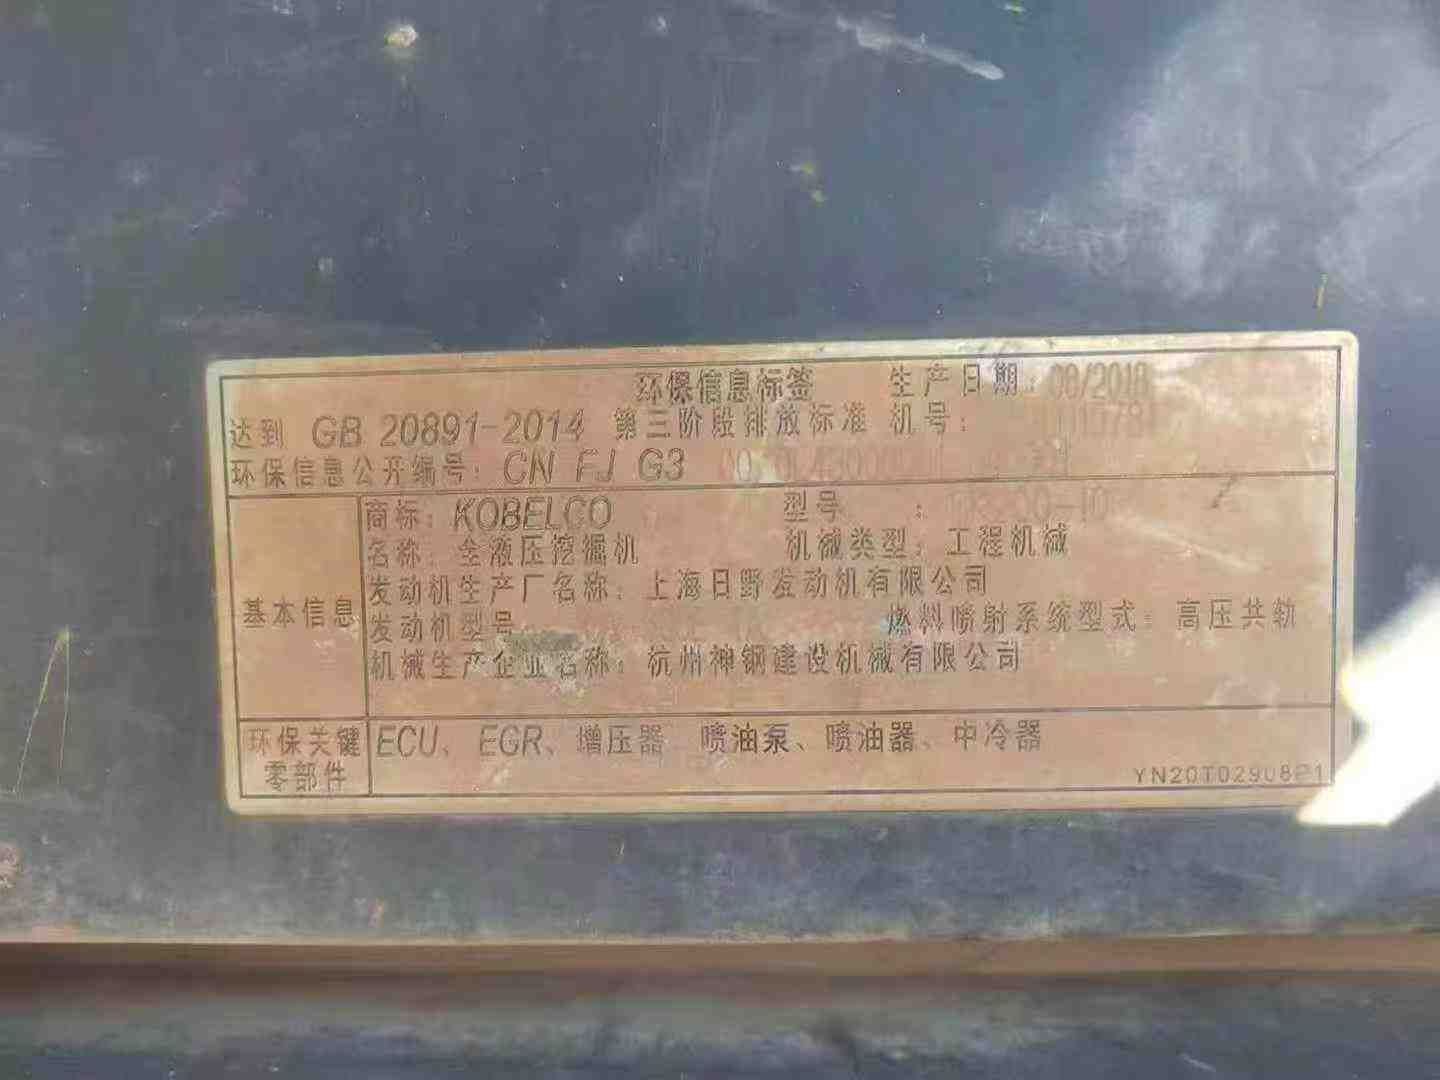 环保信息标签 生产日期:08/2018
达到 GB 20891-2014 第三阶段排放标准 机号:
环保信息公开编号: CN FJ G3
商标: KOBELCO 型号 :
名称: 全液压挖掘机 机械类型: 工程机械
发动机生产厂名称: 上海日野发动机有限公司
基本信息
发动机型号 燃料喷射系统型式: 高压共轨
机械生产企业名称: 杭州神钢建设机械有限公司
环保关键零部件
ECU、EGR、增压器 喷油泵、喷油器、中冷器
YN20T02908P1